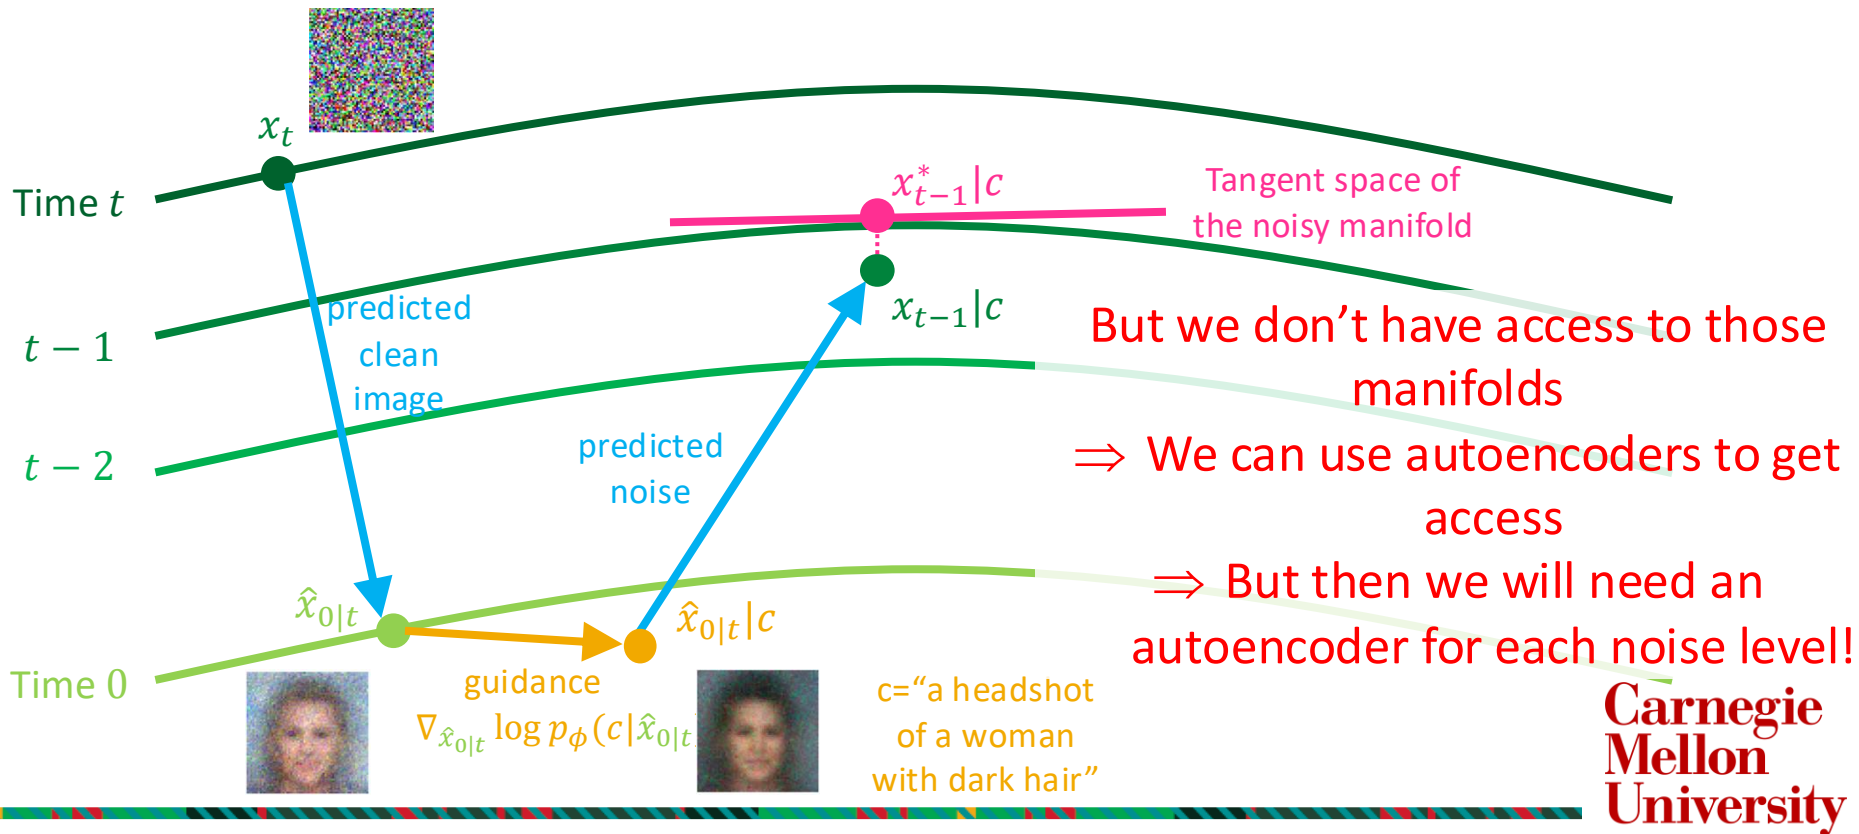 x_t
Time t
t − 1
t − 2
Time 0
predicted
clean
image
x̂_{0|t}
guidance
∇_{x̂_{0|t}} log p_ϕ(c|x̂_{0|t}
x̂_{0|t}|c
predicted
noise
x*_{t−1}|c
x_{t−1}|c
Tangent space of
the noisy manifold
c=“a headshot
of a woman
with dark hair”
But we don’t have access to those
manifolds
⇒ We can use autoencoders to get
access
⇒ But then we will need an
autoencoder for each noise level!
Carnegie
Mellon
University